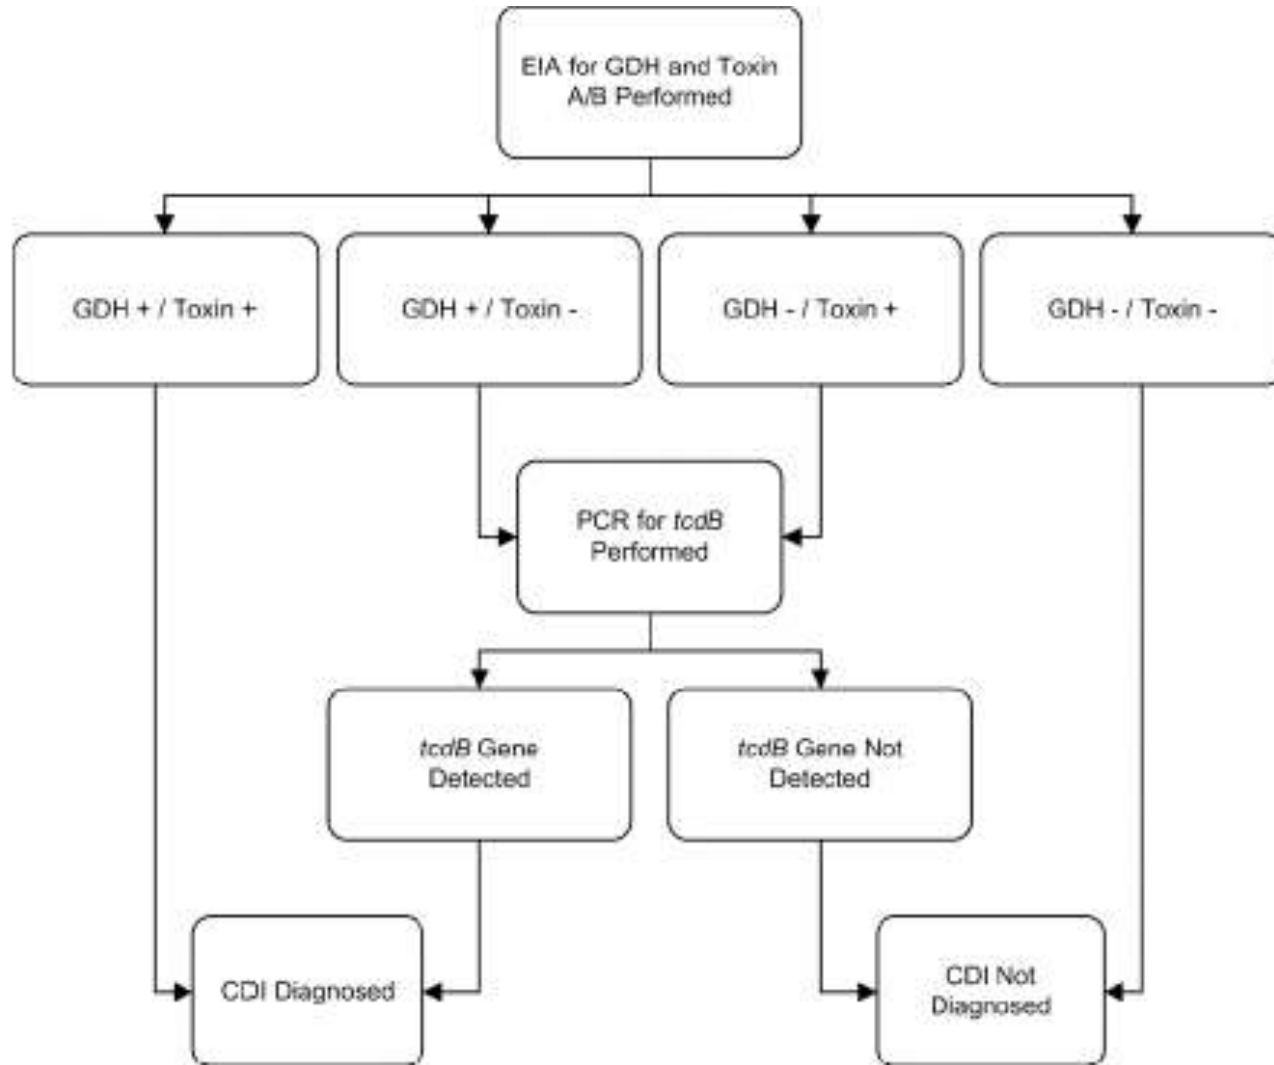 EIA for GDH and Toxin
A/B Performed
GDH + / Toxin +
GDH + / Toxin -
GDH - / Toxin +
GDH - / Toxin -
PCR for tcdB
Performed
tcdB Gene
Detected
tcdB Gene Not
Detected
CDI Diagnosed
CDI Not
Diagnosed